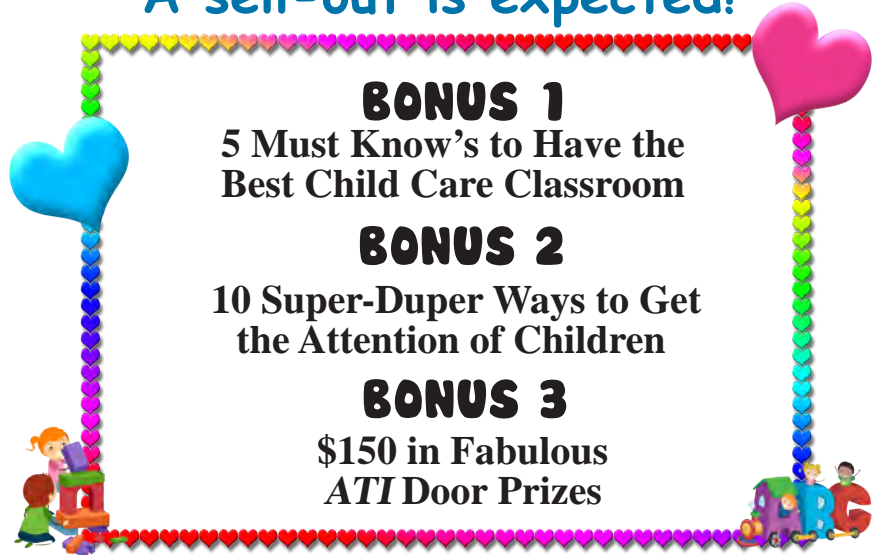 A sell-out is expected!
BONUS 1
5 Must Know's to Have the
Best Child Care Classroom
BONUS 2
10 Super-Duper Ways to Get
the Attention of Children
BONUS 3
$150 in Fabulous
ATI Door Prizes
ABC